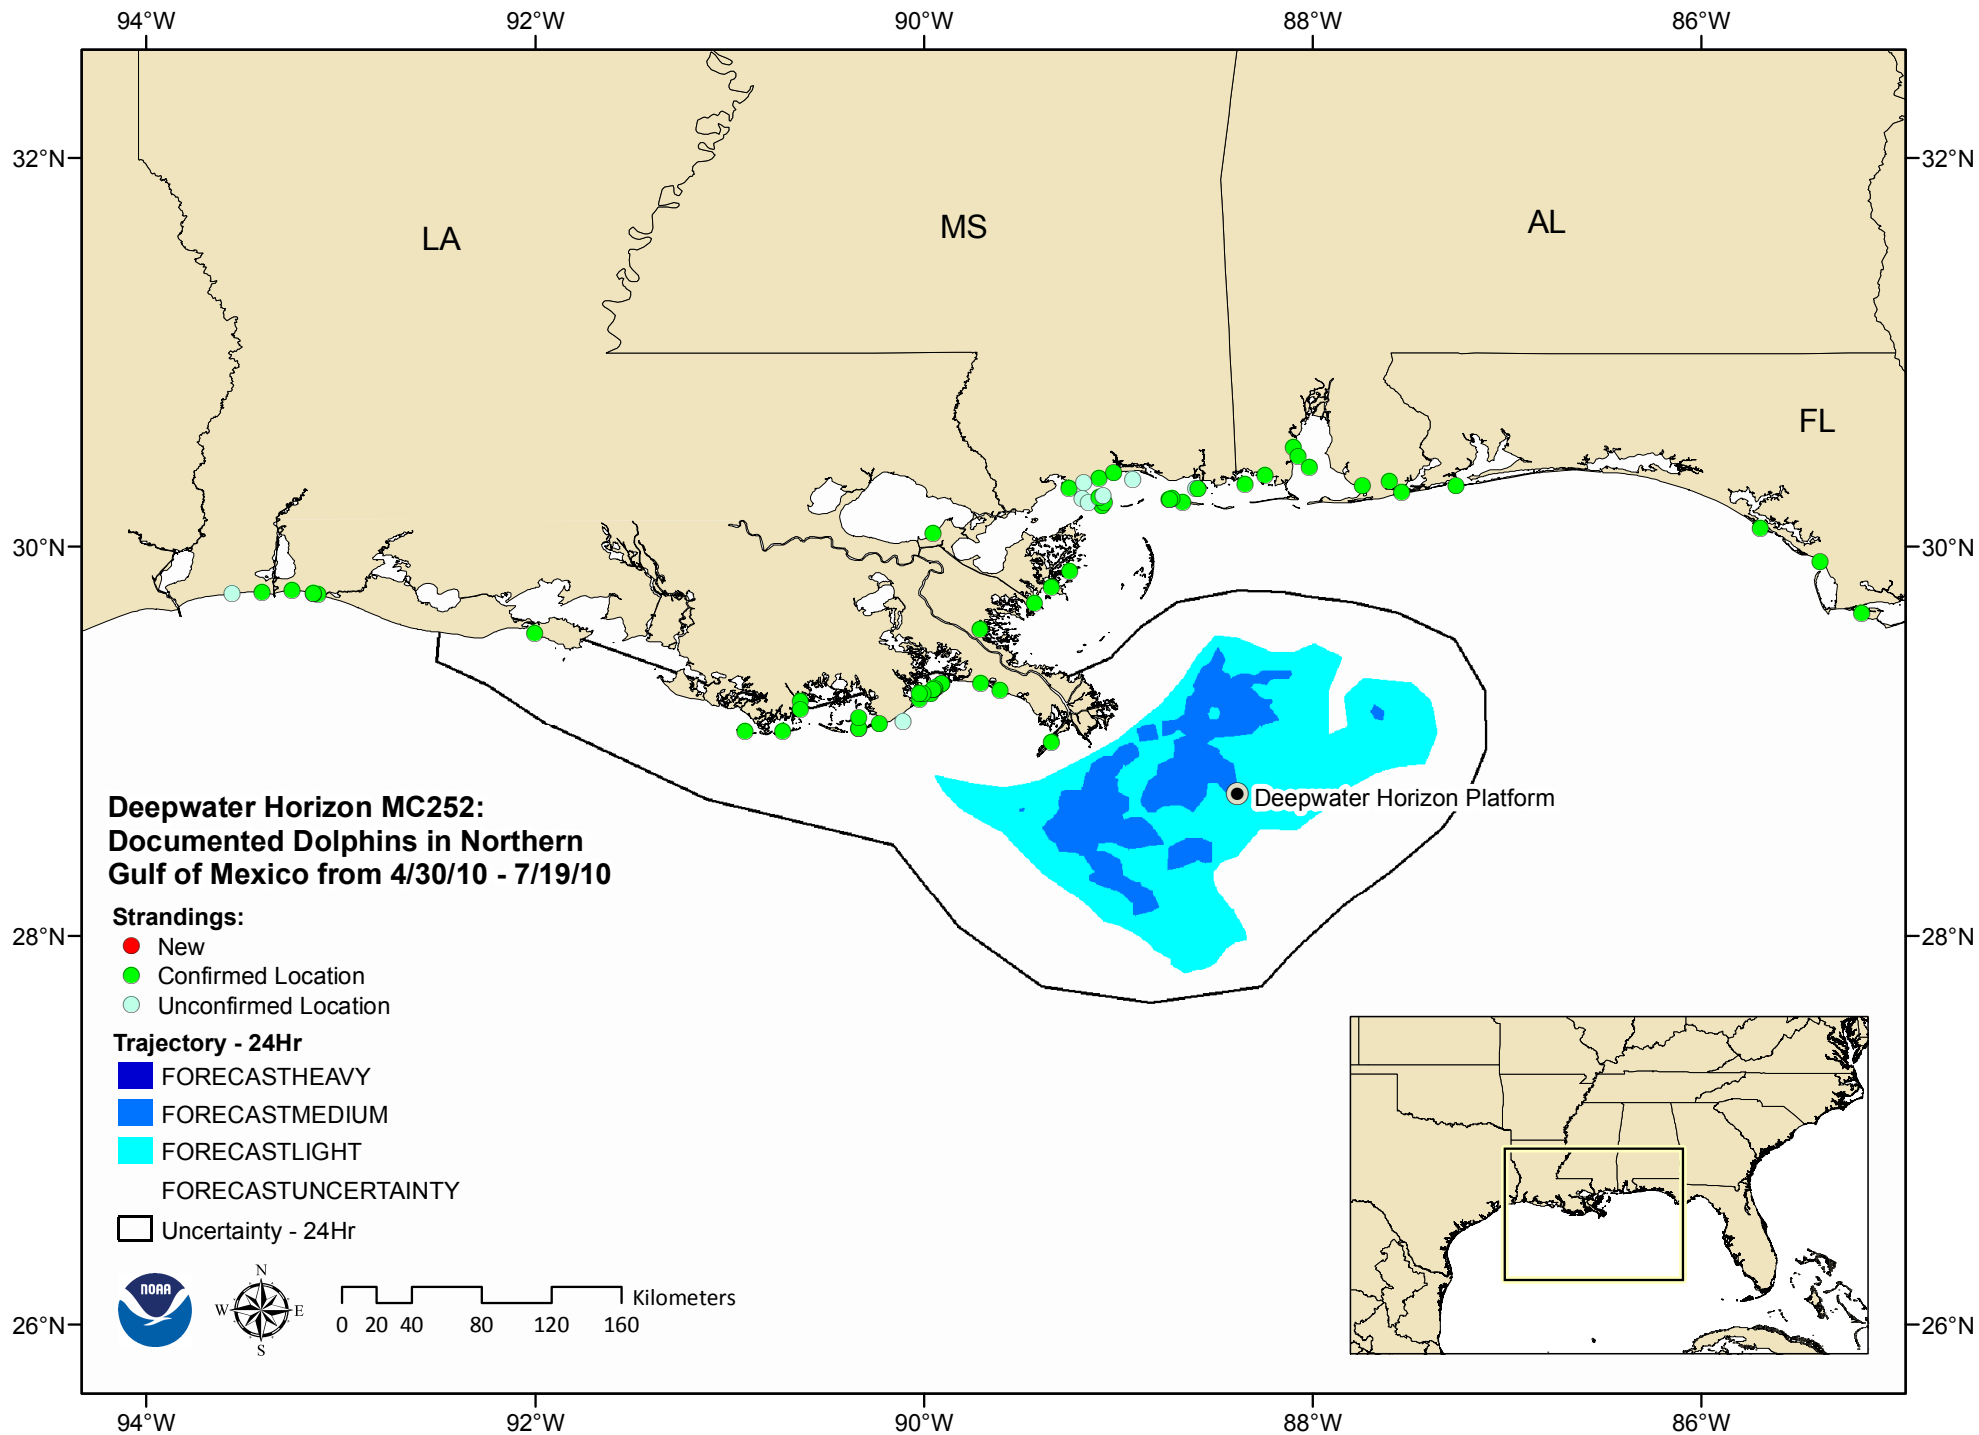 94°W 92°W 90°W 88°W 86°W
32°N 32°N
LA MS AL
FL
30°N 30°N
Deepwater Horizon Platform
Deepwater Horizon MC252:
Documented Dolphins in Northern
Gulf of Mexico from 4/30/10 - 7/19/10
Strandings:
28°N 28°N
New
Confirmed Location
Unconfirmed Location
Trajectory - 24Hr
FORECASTHEAVY
FORECASTMEDIUM
FORECASTLIGHT
FORECASTUNCERTAINTY
Uncertainty - 24Hr
NOAA
N
W E
S
Kilometers
0 20 40 80 120 160
26°N 26°N
94°W 92°W 90°W 88°W 86°W